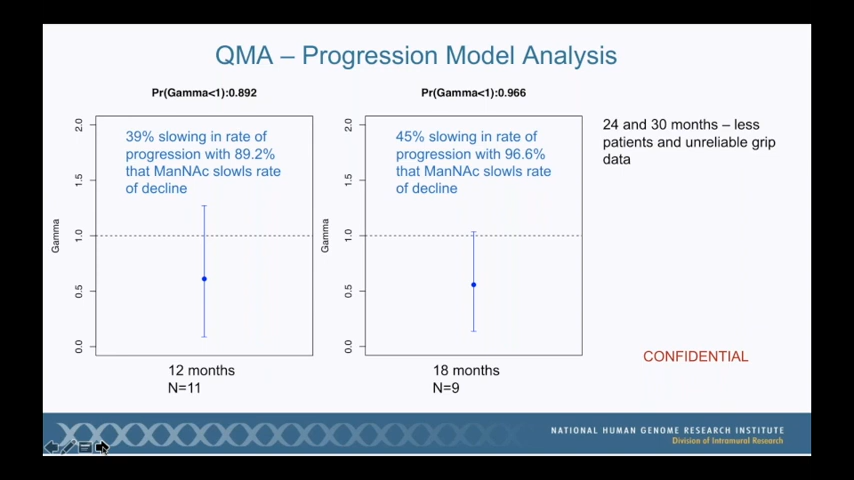 QMA – Progression Model Analysis
Pr(Gamma<1):0.892
39% slowing in rate of
progression with 89.2%
that ManNAc slowls rate
of decline
Gamma
2.0
1.5
1.0
0.5
0.0
12 months
N=11
Pr(Gamma<1):0.966
45% slowing in rate of
progression with 96.6%
that ManNAc slowls rate
of decline
Gamma
2.0
1.5
1.0
0.5
0.0
18 months
N=9
24 and 30 months – less
patients and unreliable grip
data
CONFIDENTIAL
NATIONAL HUMAN GENOME RESEARCH INSTITUTE
Division of Intramural Research